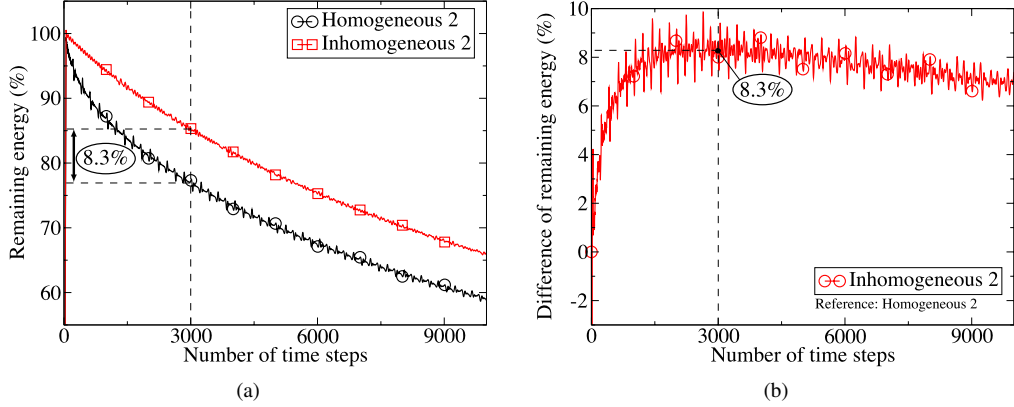 Homogeneous 2
Inhomogeneous 2
Remaining energy (%)
100
90
80
70
60
8.3%
0
3000
6000
9000
Number of time steps
(a)
Difference of remaining energy (%)
10
8
6
4
2
0
-2
8.3%
Inhomogeneous 2
Reference: Homogeneous 2
0
3000
6000
9000
Number of time steps
(b)